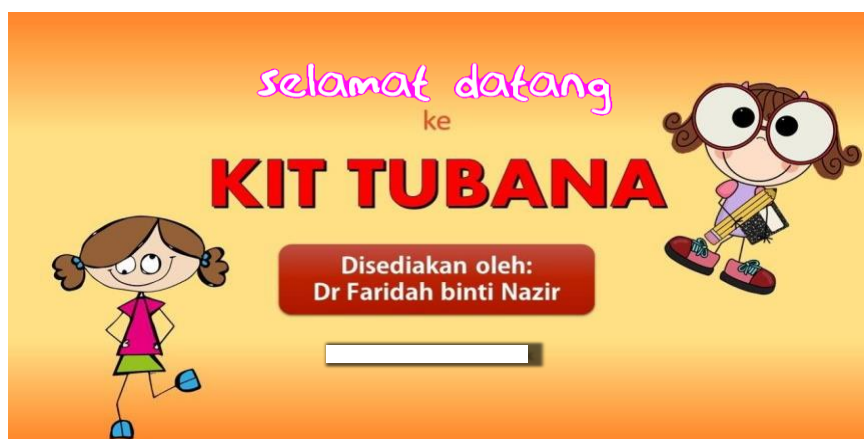 selamat datang
ke
KIT TUBANA
Disediakan oleh:
Dr Faridah binti Nazir